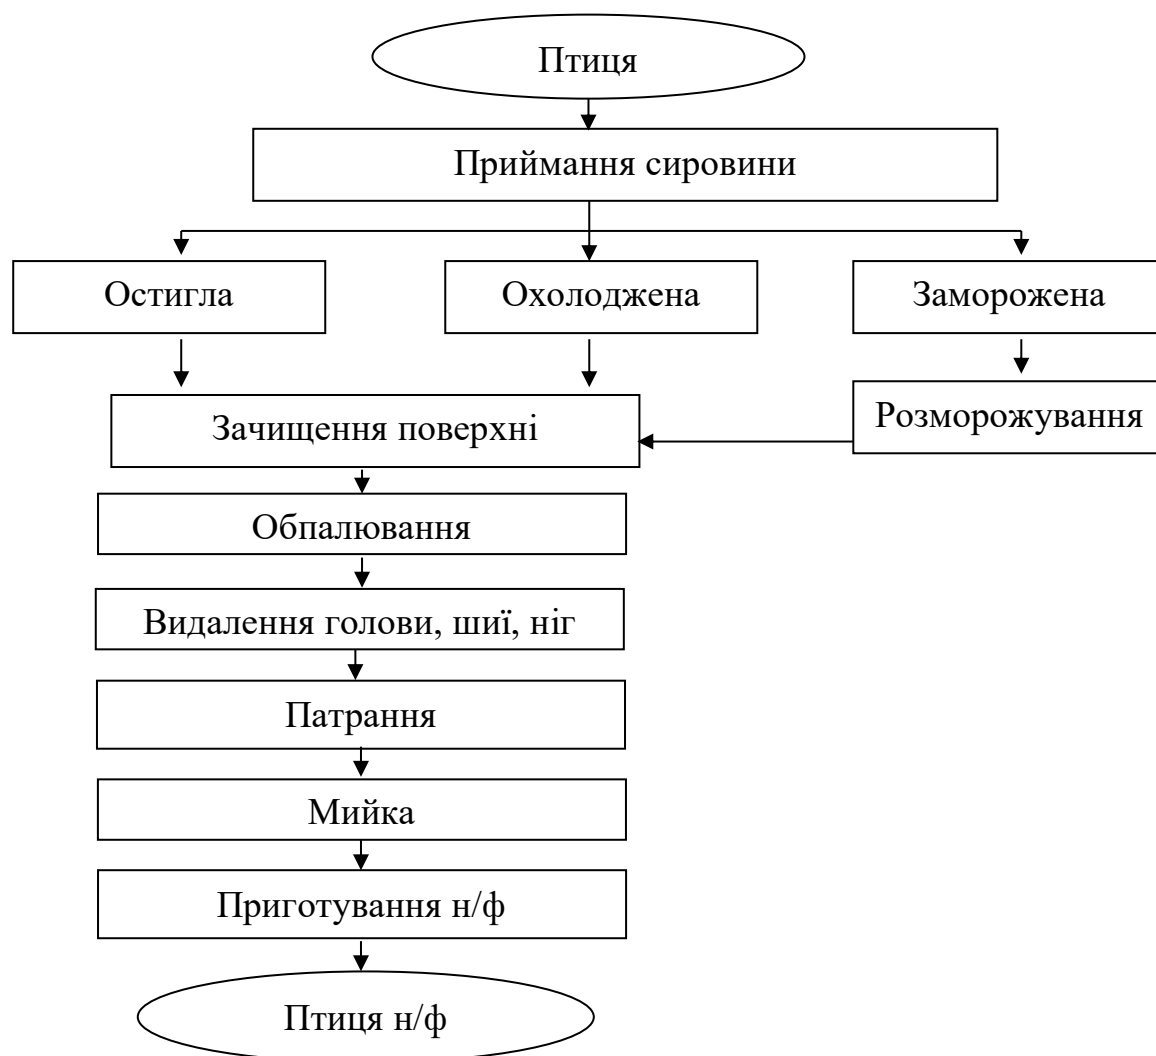 Птиця
Приймання сировини
Остигла
Охолоджена
Заморожена
Розморожування
Зачищення поверхні
Обпалювання
Видалення голови, шиї, ніг
Патрання
Мийка
Приготування н/ф
Птиця н/ф